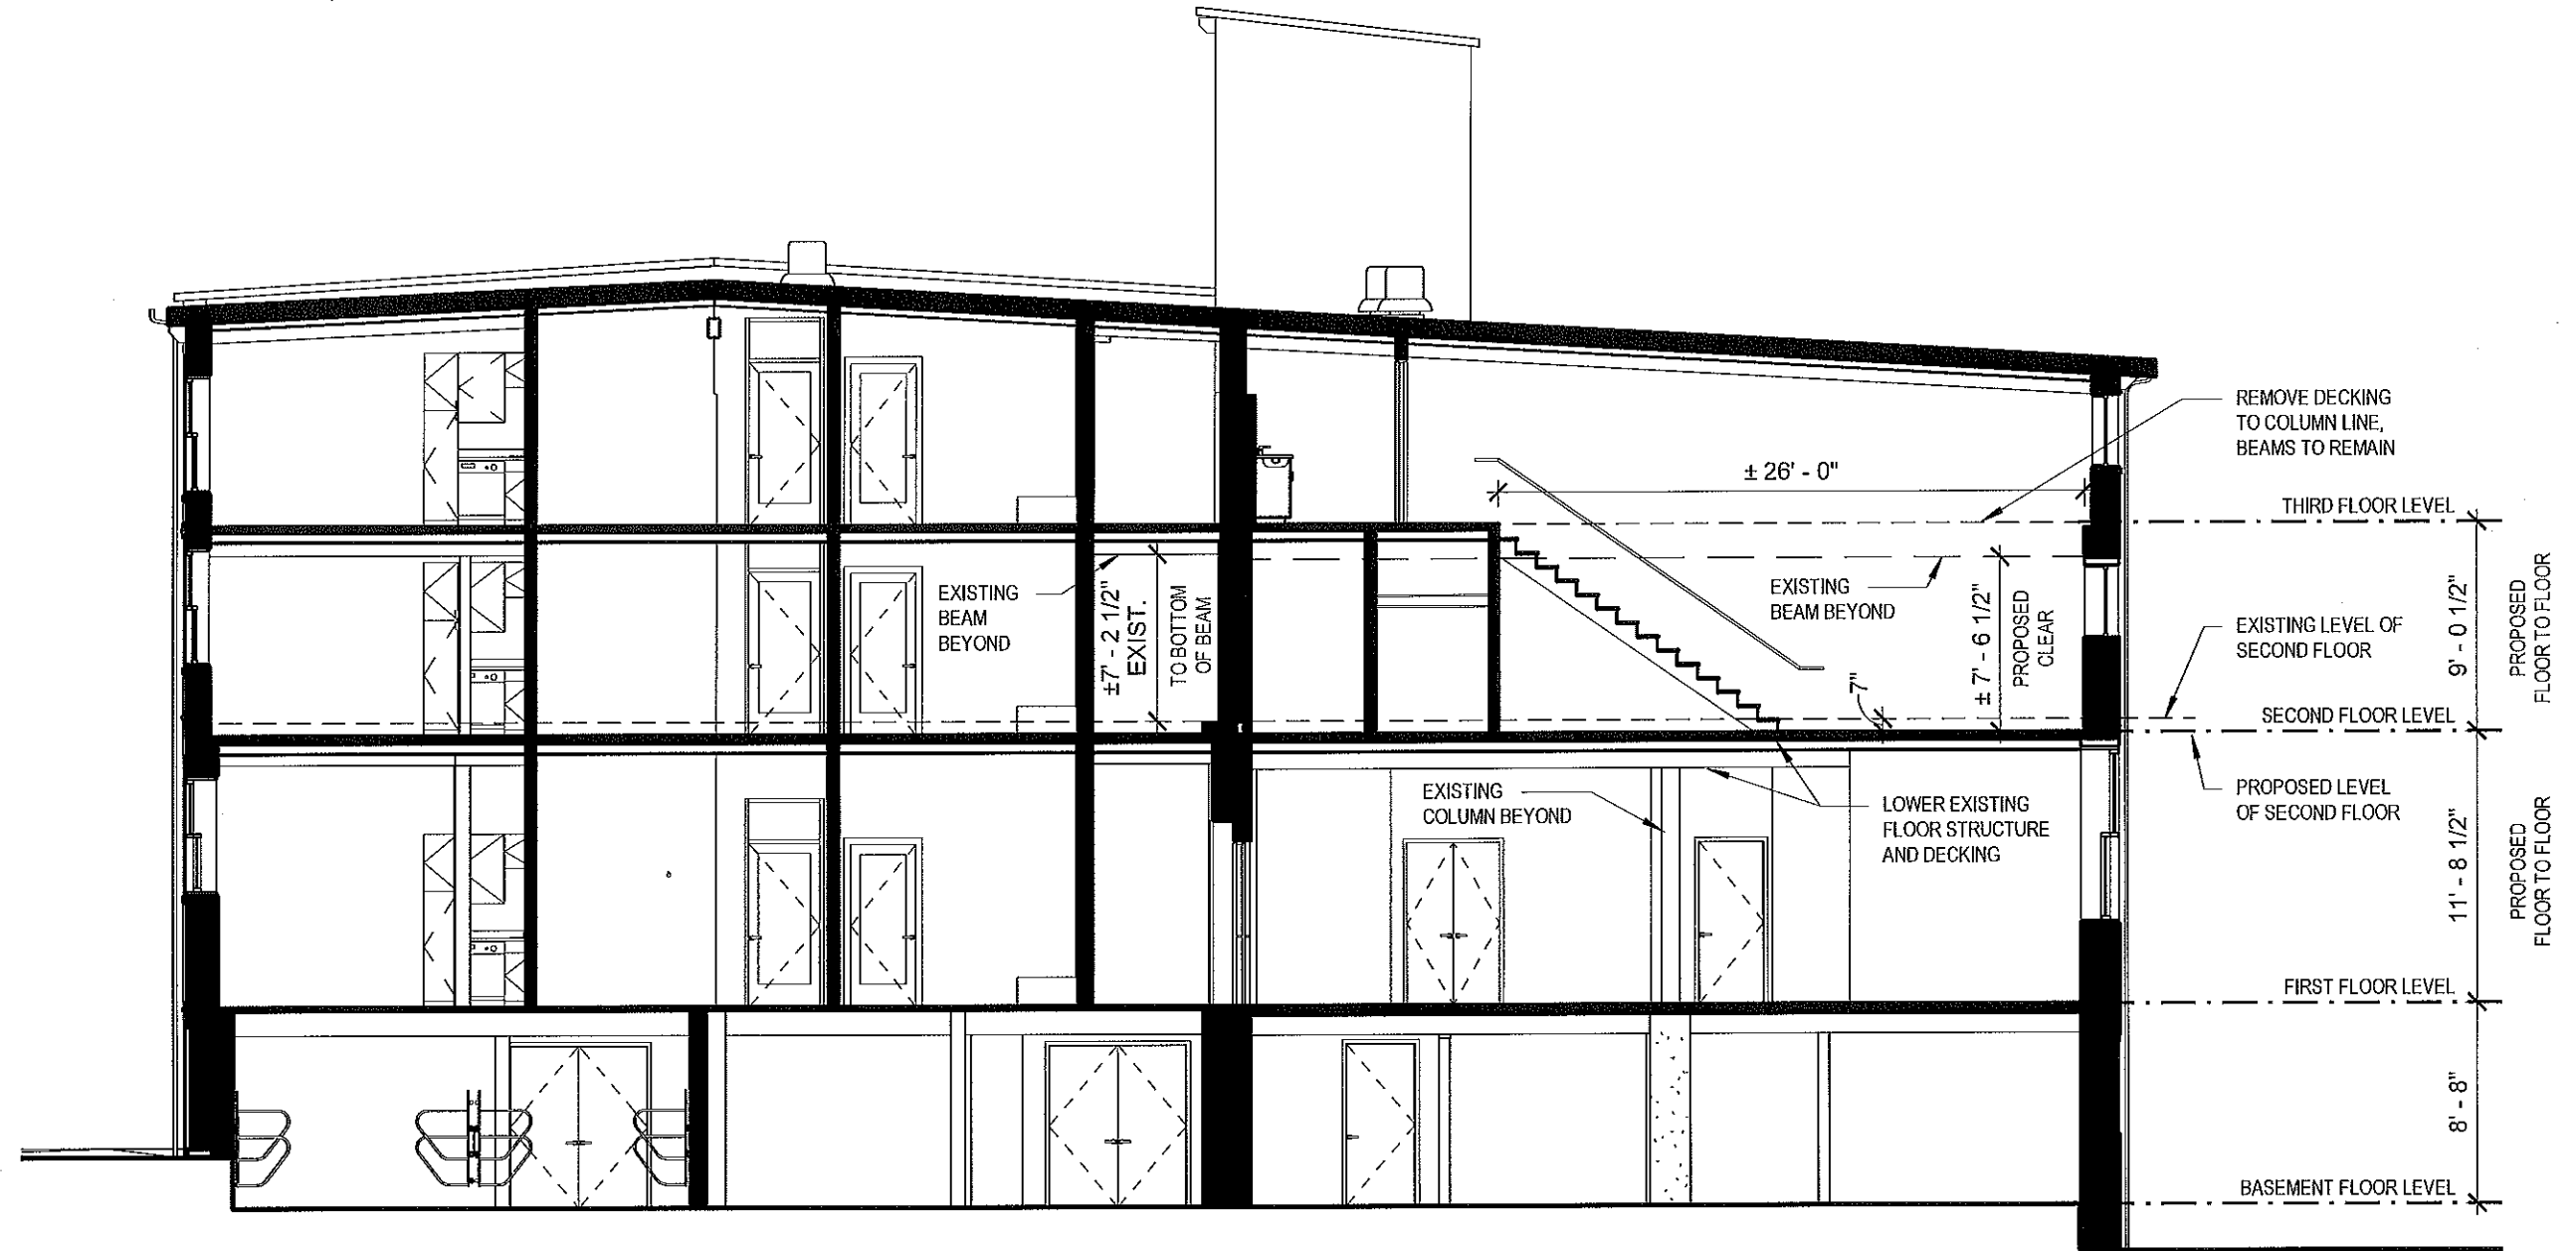 REMOVE DECKING
TO COLUMN LINE,
BEAMS TO REMAIN
± 26' - 0"
THIRD FLOOR LEVEL
EXISTING
BEAM
BEYOND
±7' - 2 1/2"
EXIST.
TO BOTTOM
OF BEAM
EXISTING
BEAM BEYOND
± 7' - 6 1/2"
PROPOSED
CLEAR
7"
EXISTING LEVEL OF
SECOND FLOOR
9' - 0 1/2"
PROPOSED
FLOOR TO FLOOR
SECOND FLOOR LEVEL
PROPOSED LEVEL
OF SECOND FLOOR
EXISTING
COLUMN BEYOND
LOWER EXISTING
FLOOR STRUCTURE
AND DECKING
11' - 8 1/2"
PROPOSED
FLOOR TO FLOOR
FIRST FLOOR LEVEL
8' - 8"
BASEMENT FLOOR LEVEL